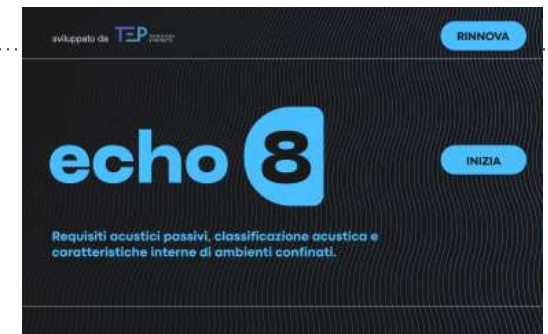 sviluppato da TEP
RINNOVA
echo 8
INIZIA
Requisiti acustici passivi, classificazione acustica e
caratteristiche interne di ambienti confinati.